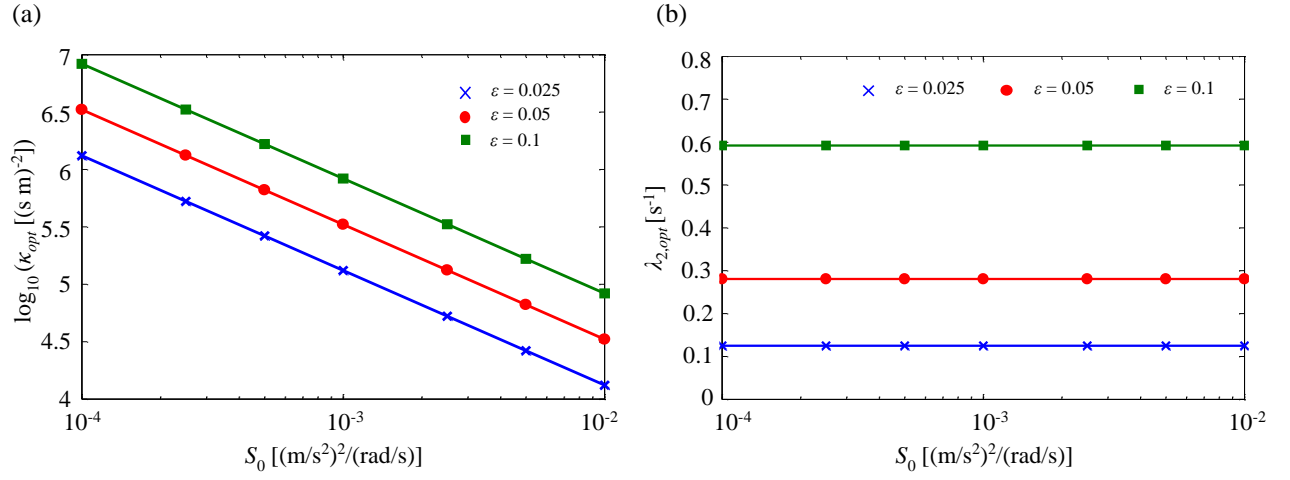 (a)
(b)
7
6.5
6
5.5
5
4.5
4
log10 (κopt [(s m)-2])
ε = 0.025
ε = 0.05
ε = 0.1
10-4
10-3
10-2
S0 [(m/s2)2/(rad/s)]
0.8
0.7
0.6
0.5
0.4
0.3
0.2
0.1
0
λ2,opt [s-1]
ε = 0.025 ε = 0.05 ε = 0.1
10-4
10-3
10-2
S0 [(m/s2)2/(rad/s)]